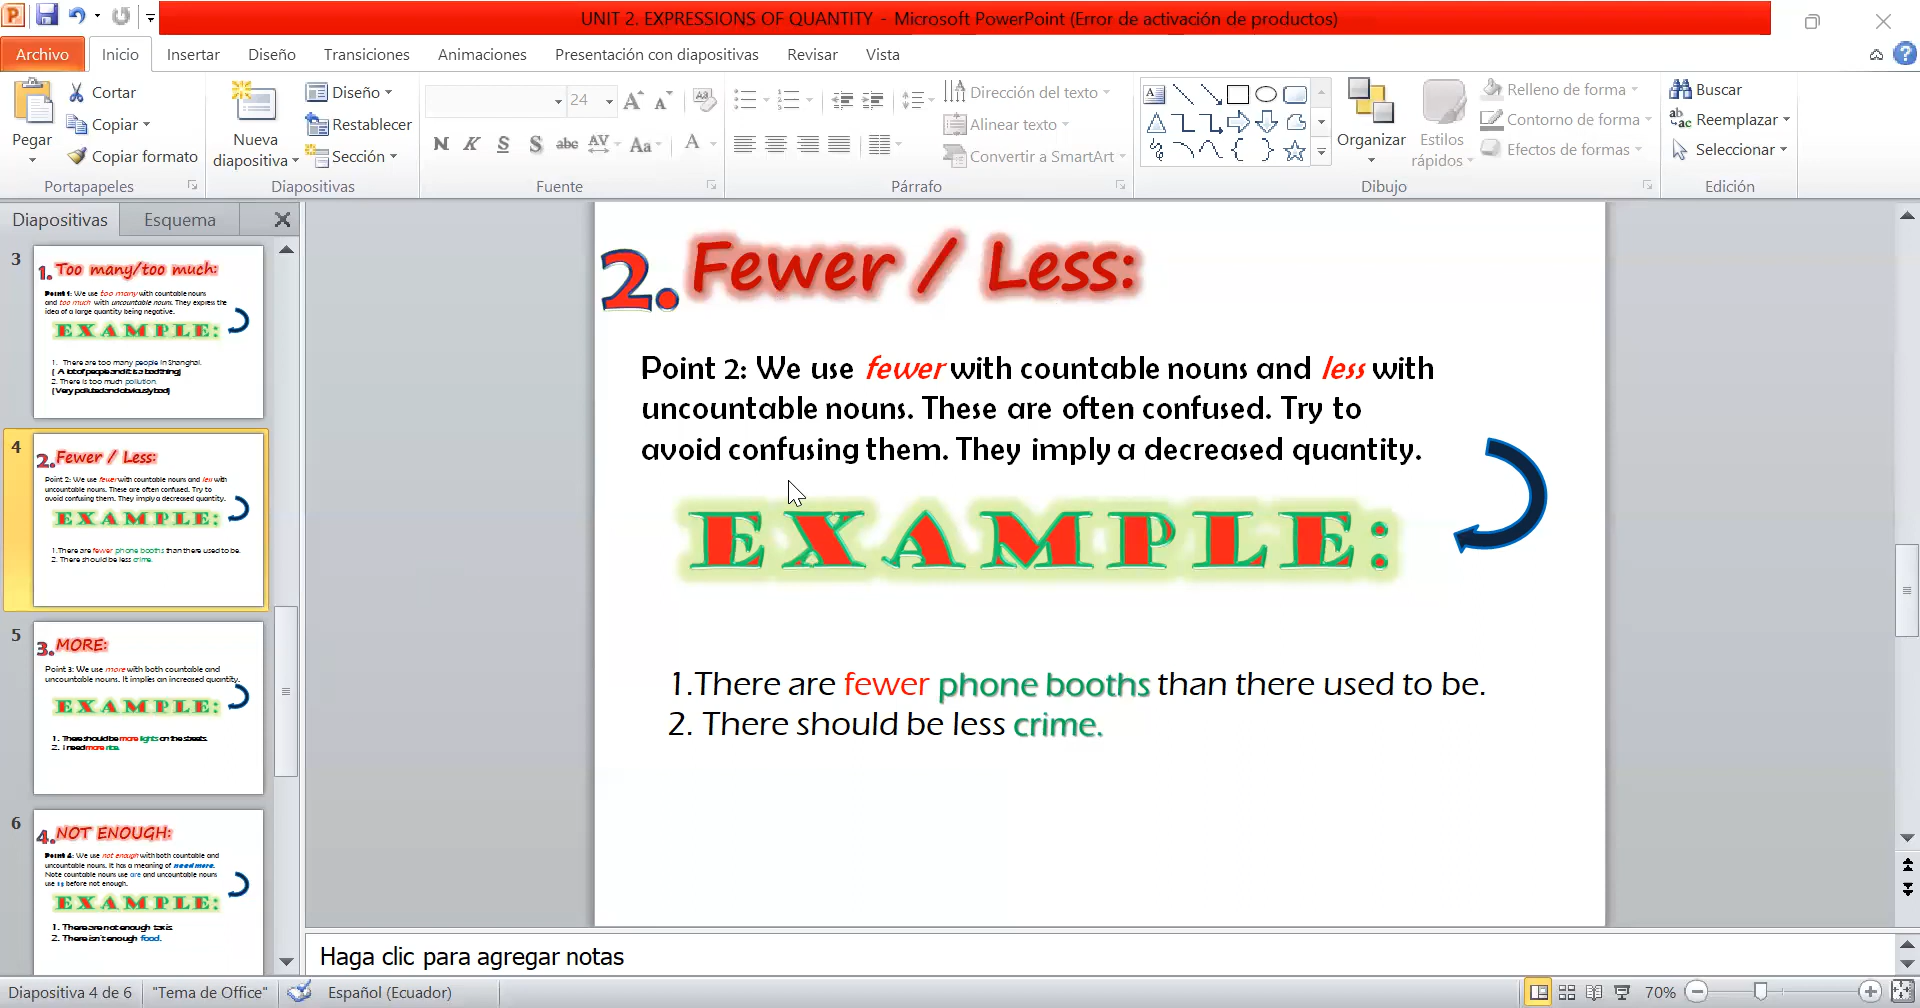 UNIT 2. EXPRESSIONS OF QUANTITY - Microsoft PowerPoint (Error de activación de productos)
Archivo Inicio Insertar Diseño Transiciones Animaciones Presentación con diapositivas Revisar Vista
Pegar
Cortar
Copiar
Copiar formato
Portapapeles
Nueva
diapositiva
Diseño
Restablecer
Sección
Diapositivas
24
N K S S abc AV Aa A
Fuente
Dirección del texto
Alinear texto
Convertir a SmartArt
Párrafo
Organizar
Estilos
rápidos
Relleno de forma
Contorno de forma
Efectos de formas
Dibujo
Buscar
Reemplazar
Seleccionar
Edición
Diapositivas Esquema
3
1. Too many/too much:
Point 1: We use too many with countable nouns
and too much with uncountable nouns. They express the
idea of a large quantity being negative.
EXAMPLE:
1. There are too many people in Shanghai.
( A lot of people and it is a bad thing)
2. There is too much pollution.
(Very polluted and obviously bad)
4
2. Fewer / Less:
Point 2: We use fewer with countable nouns and less with
uncountable nouns. These are often confused. Try to
avoid confusing them. They imply a decreased quantity.
EXAMPLE:
1.There are fewer phone booths than there used to be.
2. There should be less crime.
5
3. MORE:
Point 3: We use more with both countable and
uncountable nouns. It implies an increased quantity.
EXAMPLE:
1. There should be more lights on the streets.
2. I need more rice.
6
4. NOT ENOUGH:
Point 4: We use not enough with both countable and
uncountable nouns. It has a meaning of need more.
Note countable nouns use are and uncountable nouns
use is before not enough.
EXAMPLE:
1. There are not enough taxis.
2. There isn't enough food.
2. Fewer / Less:
Point 2: We use fewer with countable nouns and less with
uncountable nouns. These are often confused. Try to
avoid confusing them. They imply a decreased quantity.
EXAMPLE:
1.There are fewer phone booths than there used to be.
2. There should be less crime.
Haga clic para agregar notas
Diapositiva 4 de 6 "Tema de Office" Español (Ecuador) 70%